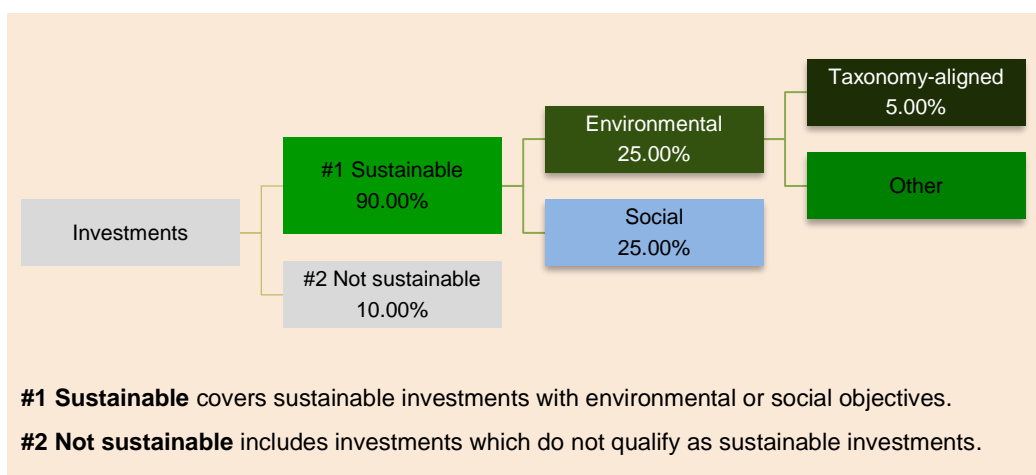 Taxonomy-aligned
5.00%
Environmental
25.00%
#1 Sustainable
90.00%
Other
Social
25.00%
Investments
#2 Not sustainable
10.00%
#1 Sustainable covers sustainable investments with environmental or social objectives.
#2 Not sustainable includes investments which do not qualify as sustainable investments.